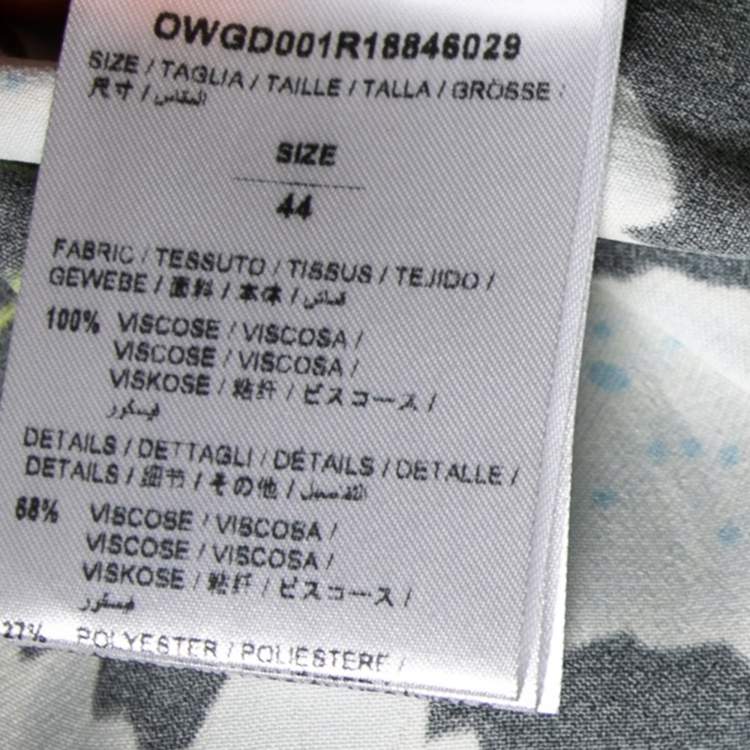 OWGD001R18846029
SIZE / TAGLIA / TAILLE / TALLA / GRÖSSE /
尺寸 / المقاس
SIZE
44
FABRIC / TESSUTO / TISSUS / TEJIDO /
GEWEBE / 面料 / 本体 / قماش
100% VISCOSE / VISCOSA /
VISCOSE / VISCOSA /
VISKOSE / 粘纤 / ビスコース /
فيسكوز
DETAILS / DETTAGLI / DÉTAILS / DETALLE /
DETAILS / 细节 / その他 / التفصيل
68% VISCOSE / VISCOSA /
VISCOSE / VISCOSA /
VISKOSE / 粘纤 / ビスコース /
فيسكوز
27% POLYESTER / POLIESTERE /